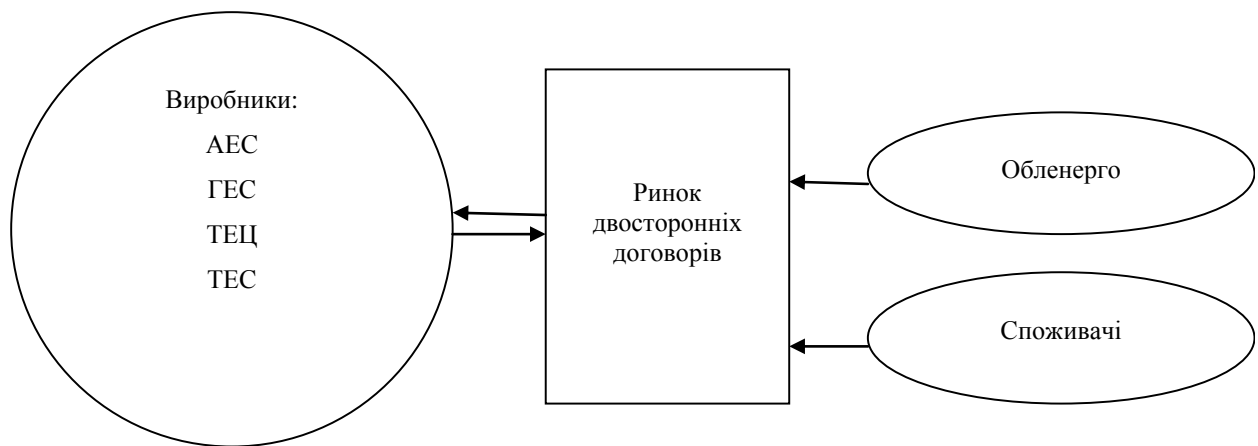 Виробники:
АЕС
ГЕС
ТЕЦ
ТЕС
Ринок
двосторонніх
договорів
Обленерго
Споживачі